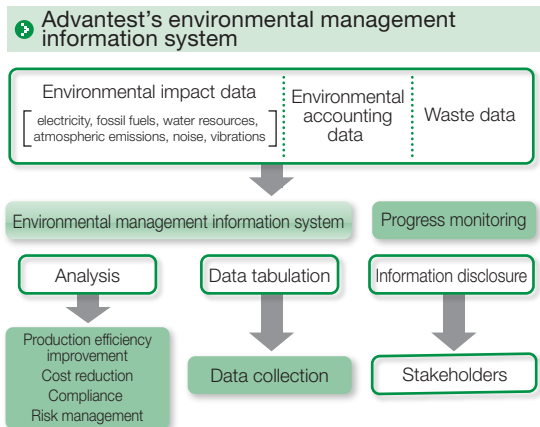 Advantest's environmental management
information system
Environmental impact data
electricity, fossil fuels, water resources,
atmospheric emissions, noise, vibrations
Environmental
accounting
data
Waste data
Environmental management information system
Progress monitoring
Analysis
Data tabulation
Information disclosure
Production efficiency
improvement
Cost reduction
Compliance
Risk management
Data collection
Stakeholders